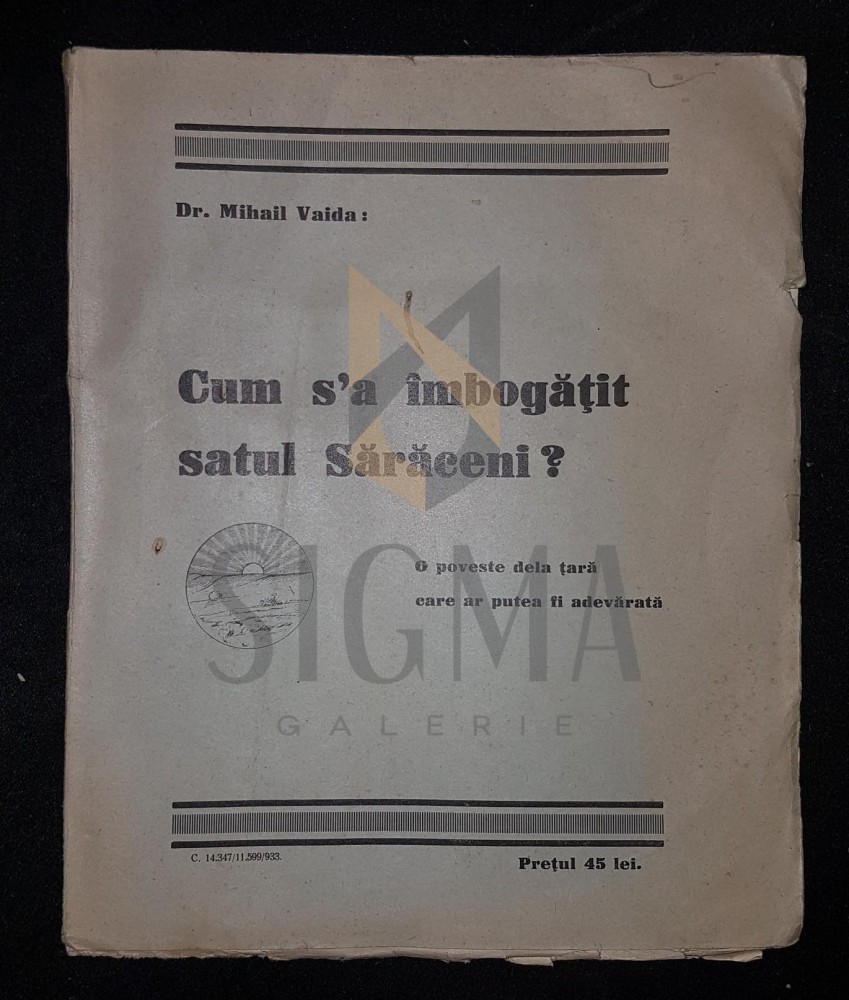 Dr. Mihail Vaida :
Cum s'a îmbogăţit
satul Sărăceni ?
O poveste dela ţară
care ar putea fi adevărată
SIGMA
GALERIE
C. 14.347/11.599/933.
Preţul 45 lei.